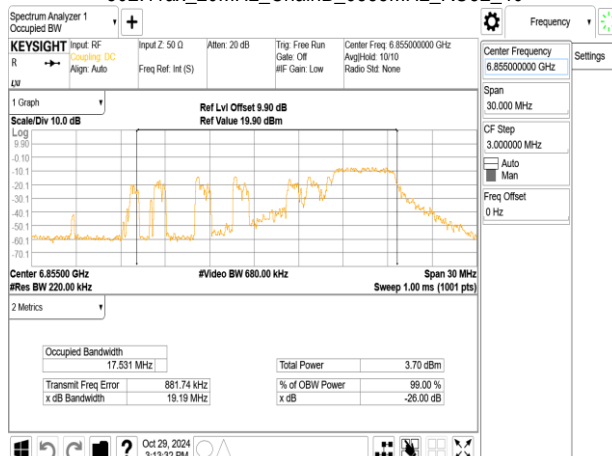 Spectrum Analyzer 1
Occupied BW
Frequency
KEYSIGHT
Input: RF
Coupling: DC
Align: Auto
Input Z: 50 Ω
Freq Ref: Int (S)
Atten: 20 dB
Trig: Free Run
Gate: Off
#IF Gain: Low
Center Freq: 6.855000000 GHz
Avg|Hold: 10/10
Radio Std: None
R
LXI
Center Frequency
6.855000000 GHz
Settings
Span
30.000 MHz
CF Step
3.000000 MHz
Auto
Man
Freq Offset
0 Hz
1 Graph
Scale/Div 10.0 dB
Ref Lvl Offset 9.90 dB
Ref Value 19.90 dBm
Log
9.90
-0.10
-10.1
-20.1
-30.1
-40.1
-50.1
-60.1
-70.1
Center 6.85500 GHz
#Video BW 680.00 kHz
Span 30 MHz
#Res BW 220.00 kHz
Sweep 1.00 ms (1001 pts)
2 Metrics
Occupied Bandwidth
17.531 MHz
Total Power 3.70 dBm
Transmit Freq Error 881.74 kHz
% of OBW Power 99.00 %
x dB Bandwidth 19.19 MHz
x dB -26.00 dB
?
Oct 29, 2024
3:13:32 PM